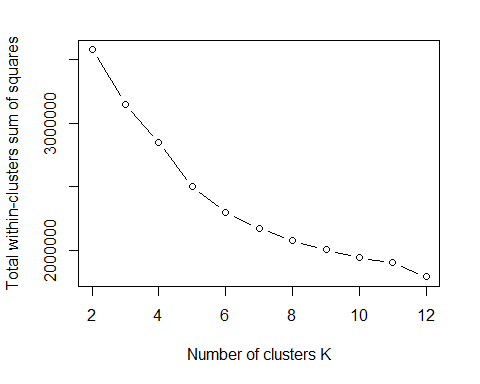 Total within-clusters sum of squares
3000000
2000000
2 4 6 8 10 12
Number of clusters K